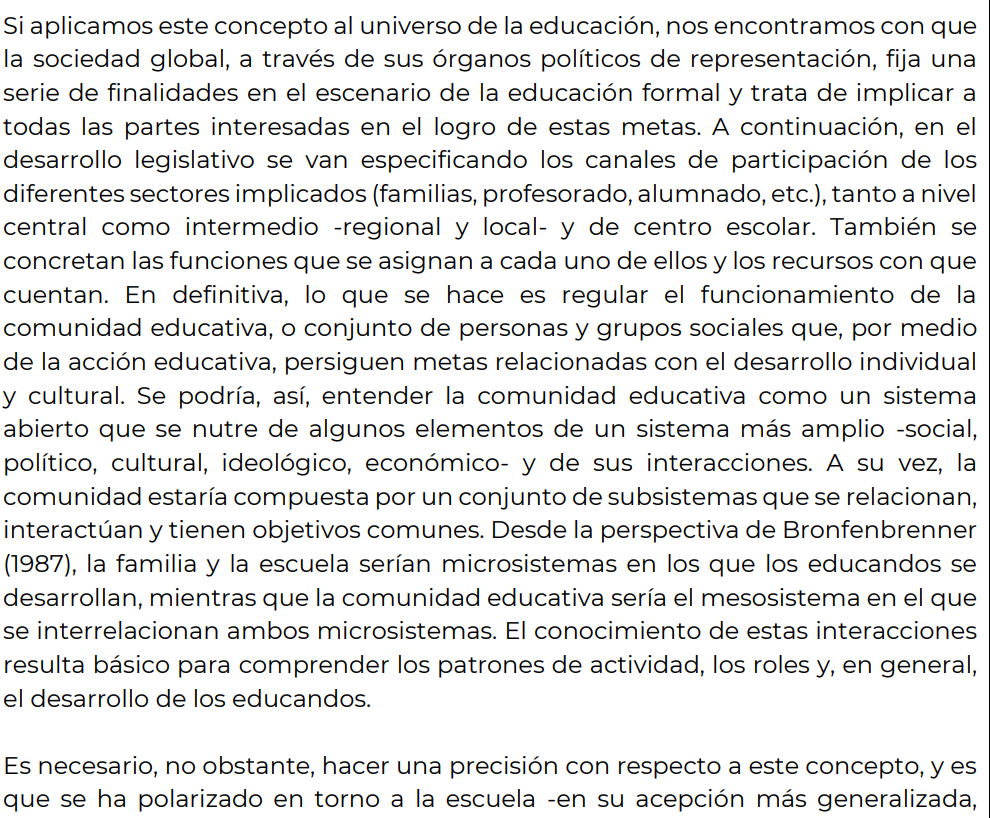 Si aplicamos este concepto al universo de la educación, nos encontramos con que
la sociedad global, a través de sus órganos políticos de representación, fija una
serie de finalidades en el escenario de la educación formal y trata de implicar a
todas las partes interesadas en el logro de estas metas. A continuación, en el
desarrollo legislativo se van especificando los canales de participación de los
diferentes sectores implicados (familias, profesorado, alumnado, etc.), tanto a nivel
central como intermedio -regional y local- y de centro escolar. También se
concretan las funciones que se asignan a cada uno de ellos y los recursos con que
cuentan. En definitiva, lo que se hace es regular el funcionamiento de la
comunidad educativa, o conjunto de personas y grupos sociales que, por medio
de la acción educativa, persiguen metas relacionadas con el desarrollo individual
y cultural. Se podría, así, entender la comunidad educativa como un sistema
abierto que se nutre de algunos elementos de un sistema más amplio -social,
político, cultural, ideológico, económico- y de sus interacciones. A su vez, la
comunidad estaría compuesta por un conjunto de subsistemas que se relacionan,
interactúan y tienen objetivos comunes. Desde la perspectiva de Bronfenbrenner
(1987), la familia y la escuela serían microsistemas en los que los educandos se
desarrollan, mientras que la comunidad educativa sería el mesosistema en el que
se interrelacionan ambos microsistemas. El conocimiento de estas interacciones
resulta básico para comprender los patrones de actividad, los roles y, en general,
el desarrollo de los educandos.
Es necesario, no obstante, hacer una precisión con respecto a este concepto, y es
que se ha polarizado en torno a la escuela -en su acepción más generalizada,